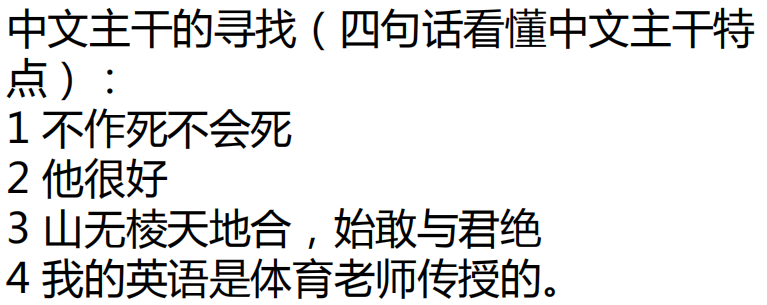 中文主干的寻找（四句话看懂中文主干特
点）：
1 不作死不会死
2 他很好
3 山无棱天地合，始敢与君绝
4 我的英语是体育老师传授的。